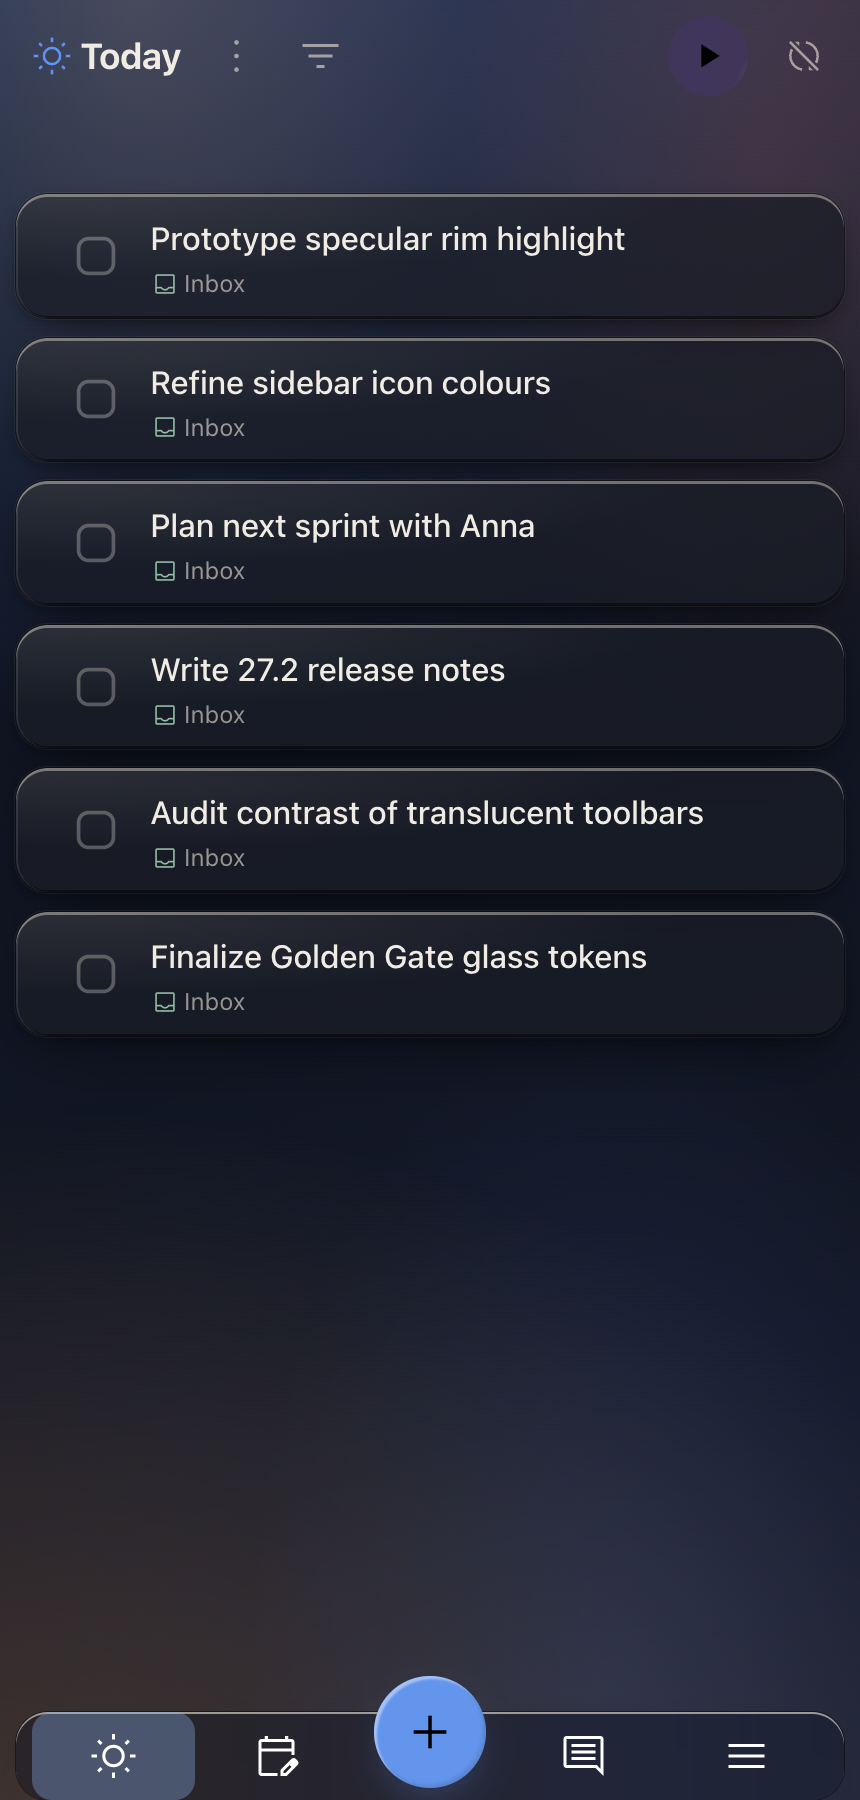 Today
Prototype specular rim highlight
Inbox
Refine sidebar icon colours
Inbox
Plan next sprint with Anna
Inbox
Write 27.2 release notes
Inbox
Audit contrast of translucent toolbars
Inbox
Finalize Golden Gate glass tokens
Inbox